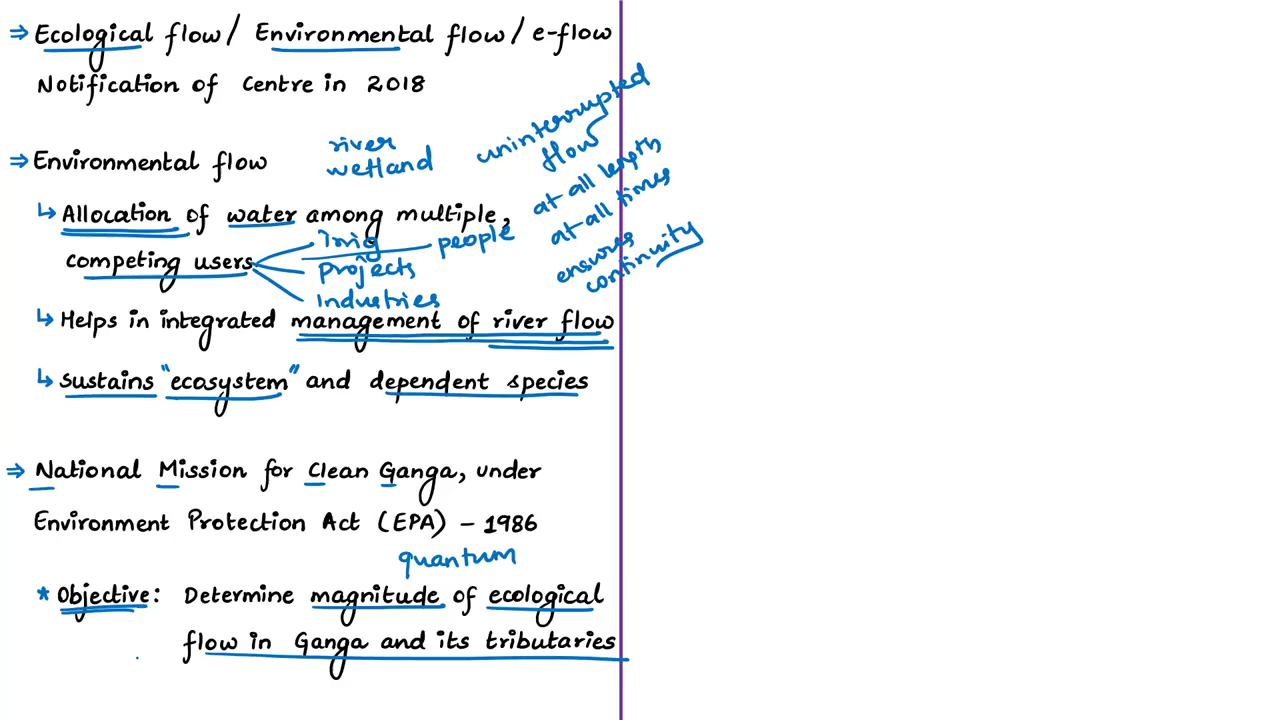 ⇒ Ecological flow / Environmental flow / e-flow
Notification of Centre in 2018
⇒ Environmental flow
river
wetland
uninterrupted
flow
at all length
at all times
ensures
continuity
↳ Allocation of water among multiple,
competing users
Irrig
people
projects
industries
↳ Helps in integrated management of river flow
↳ Sustains "ecosystem" and dependent species
⇒ National Mission for Clean Ganga, under
Environment Protection Act (EPA) – 1986
quantum
* Objective: Determine magnitude of ecological
flow in Ganga and its tributaries